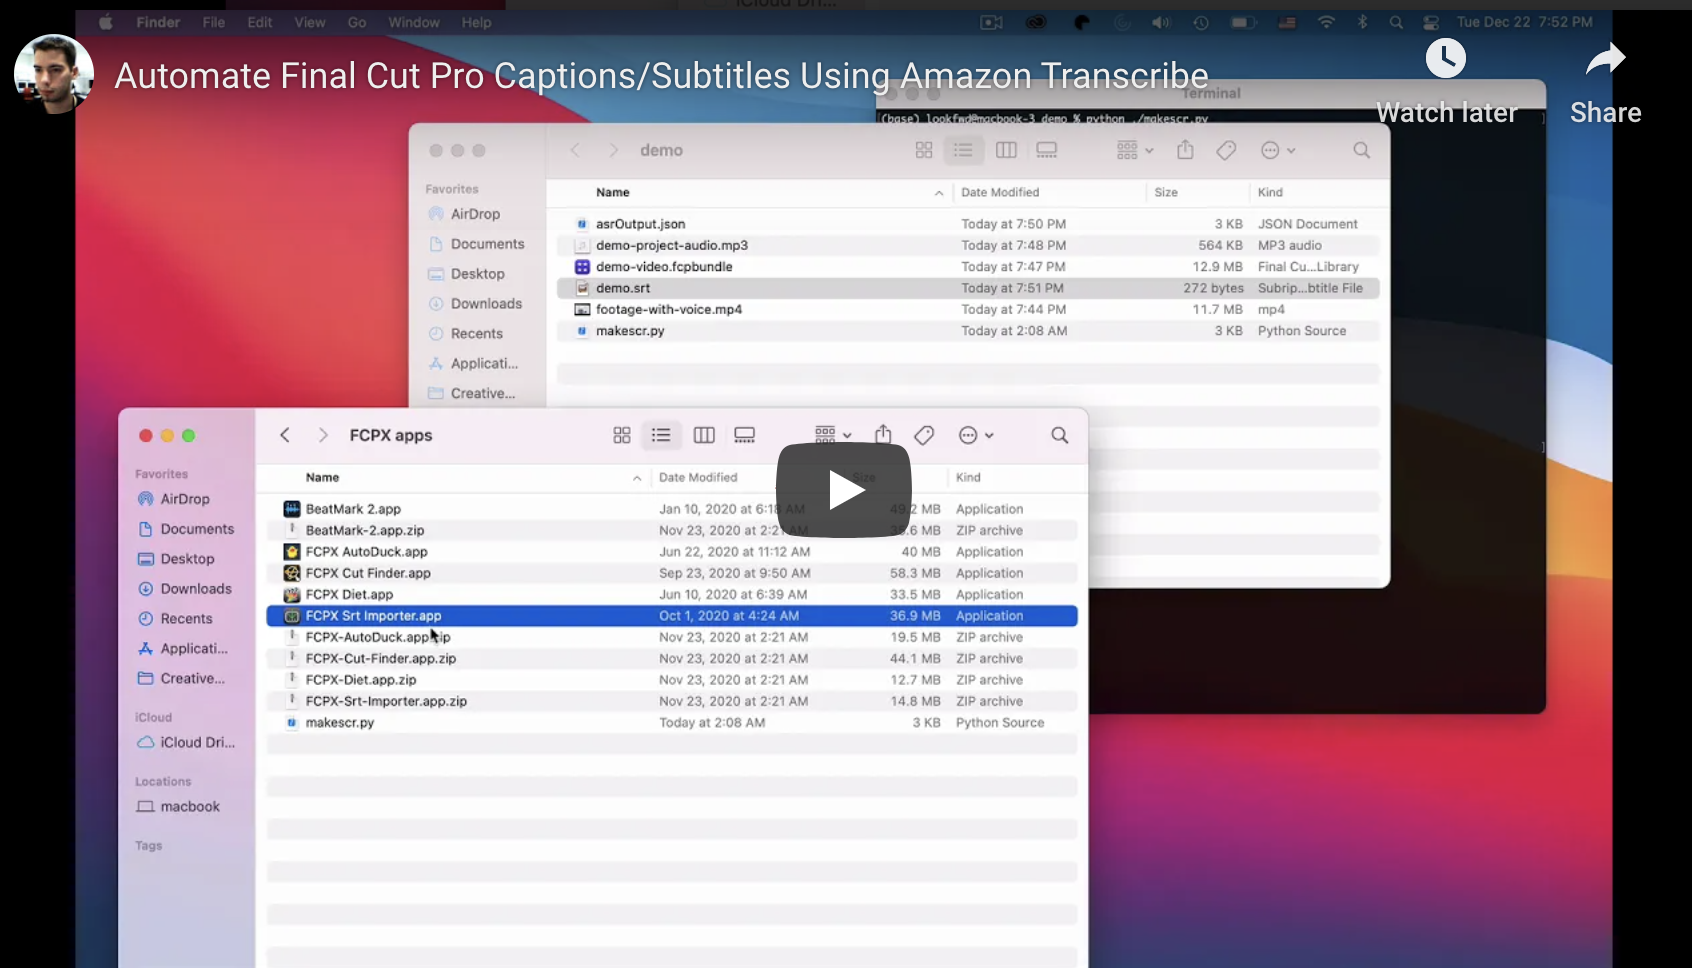 iCloud Dri...
Finder File Edit View Go Window Help Tue Dec 22 7:52 PM
Automate Final Cut Pro Captions/Subtitles Using Amazon Transcribe
Watch later
Share
Terminal
(base) lookfwd@macbook-3 demo % python ./makescr.py
demo
Favorites
AirDrop
Documents
Desktop
Downloads
Recents
Applicati...
Creative...
Name Date Modified Size Kind
asrOutput.json Today at 7:50 PM 3 KB JSON Document
demo-project-audio.mp3 Today at 7:48 PM 564 KB MP3 audio
demo-video.fcpbundle Today at 7:47 PM 12.9 MB Final Cu...Library
demo.srt Today at 7:51 PM 272 bytes Subrip...btitle File
footage-with-voice.mp4 Today at 7:44 PM 11.7 MB mp4
makescr.py Today at 2:08 AM 3 KB Python Source
FCPX apps
Favorites
AirDrop
Documents
Desktop
Downloads
Recents
Applicati...
Creative...
iCloud
iCloud Dri...
Locations
macbook
Tags
Name Date Modified Size Kind
BeatMark 2.app Jan 10, 2020 at 6:18 AM 49.2 MB Application
BeatMark-2.app.zip Nov 23, 2020 at 2:21 AM MB ZIP archive
FCPX AutoDuck.app Jun 22, 2020 at 11:12 AM 40 MB Application
FCPX Cut Finder.app Sep 23, 2020 at 9:50 AM 58.3 MB Application
FCPX Diet.app Jun 10, 2020 at 6:39 AM 33.5 MB Application
FCPX Srt Importer.app Oct 1, 2020 at 4:24 AM 36.9 MB Application
FCPX-AutoDuck.app.zip Nov 23, 2020 at 2:21 AM 19.5 MB ZIP archive
FCPX-Cut-Finder.app.zip Nov 23, 2020 at 2:21 AM 44.1 MB ZIP archive
FCPX-Diet.app.zip Nov 23, 2020 at 2:21 AM 12.7 MB ZIP archive
FCPX-Srt-Importer.app.zip Nov 23, 2020 at 2:21 AM 14.8 MB ZIP archive
makescr.py Today at 2:08 AM 3 KB Python Source